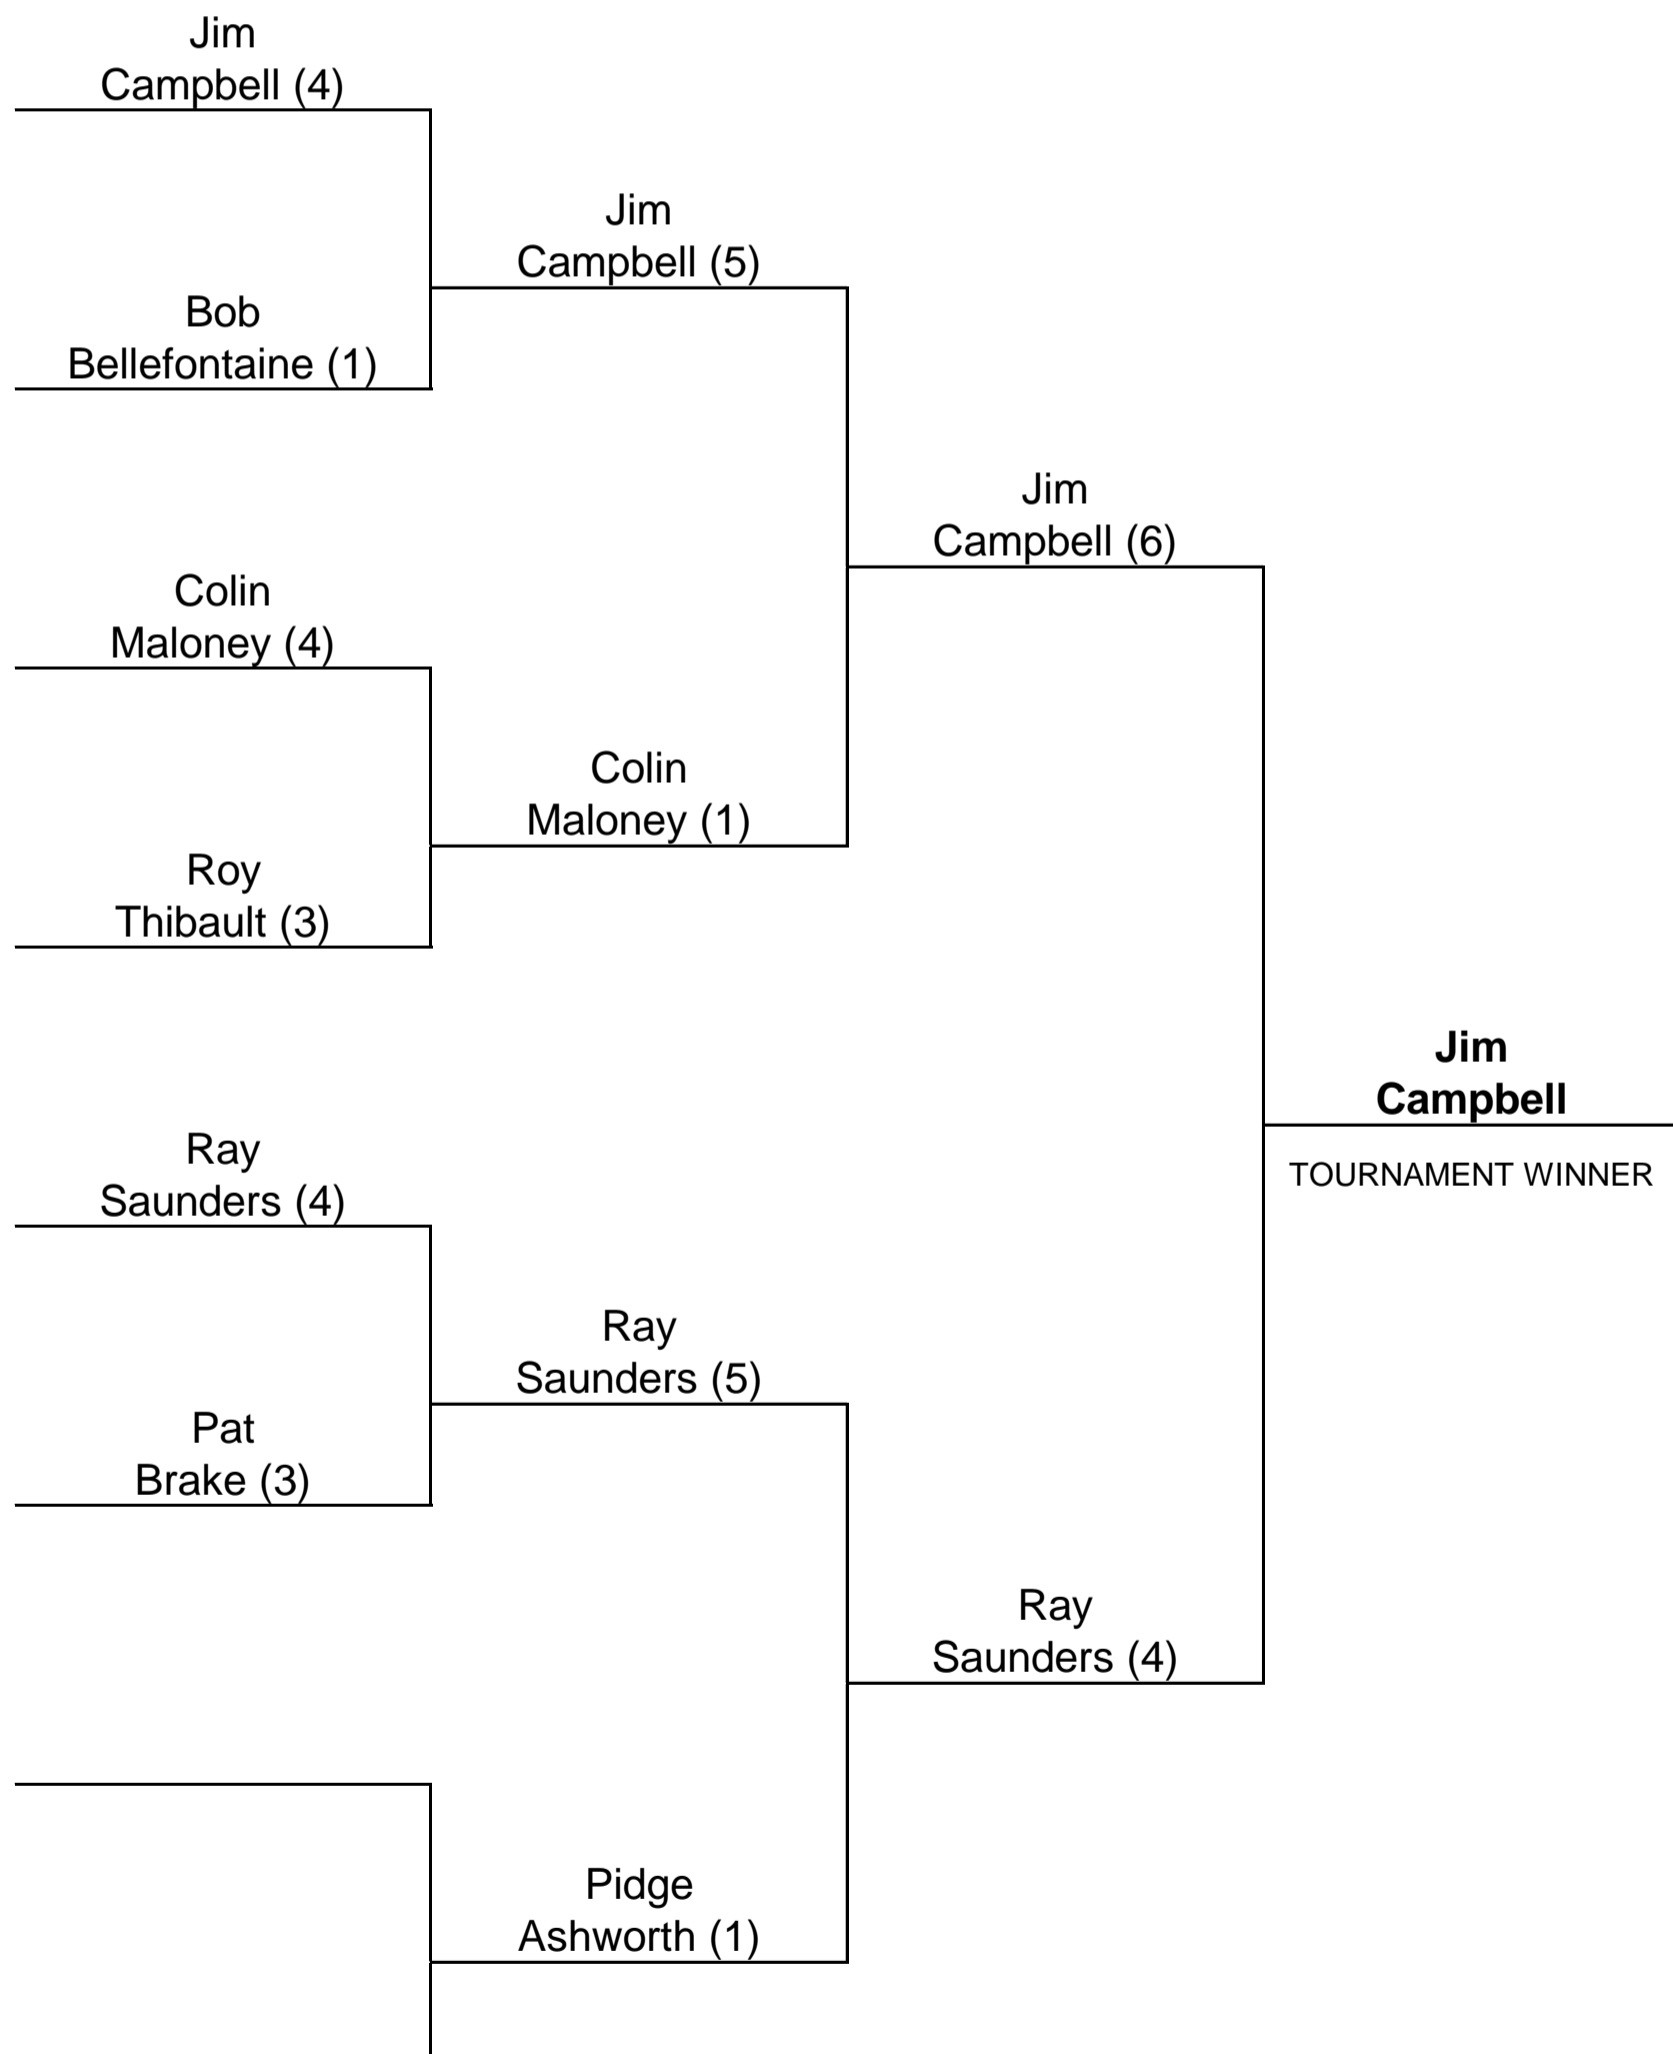 Jim
Campbell (4)
Jim
Campbell (5)
Bob
Bellefontaine (1)
Jim
Campbell (6)
Colin
Maloney (4)
Colin
Maloney (1)
Roy
Thibault (3)
Jim
Campbell
TOURNAMENT WINNER
Ray
Saunders (4)
Ray
Saunders (5)
Pat
Brake (3)
Ray
Saunders (4)
Pidge
Ashworth (1)